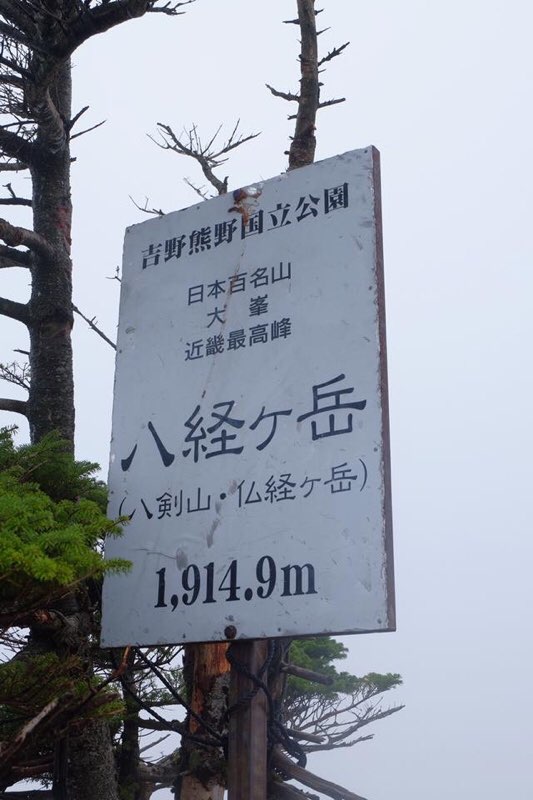 吉野熊野国立公園
日本百名山
大峯
近畿最高峰
八経ヶ岳
(八剣山・仏経ヶ岳)
1,914.9m